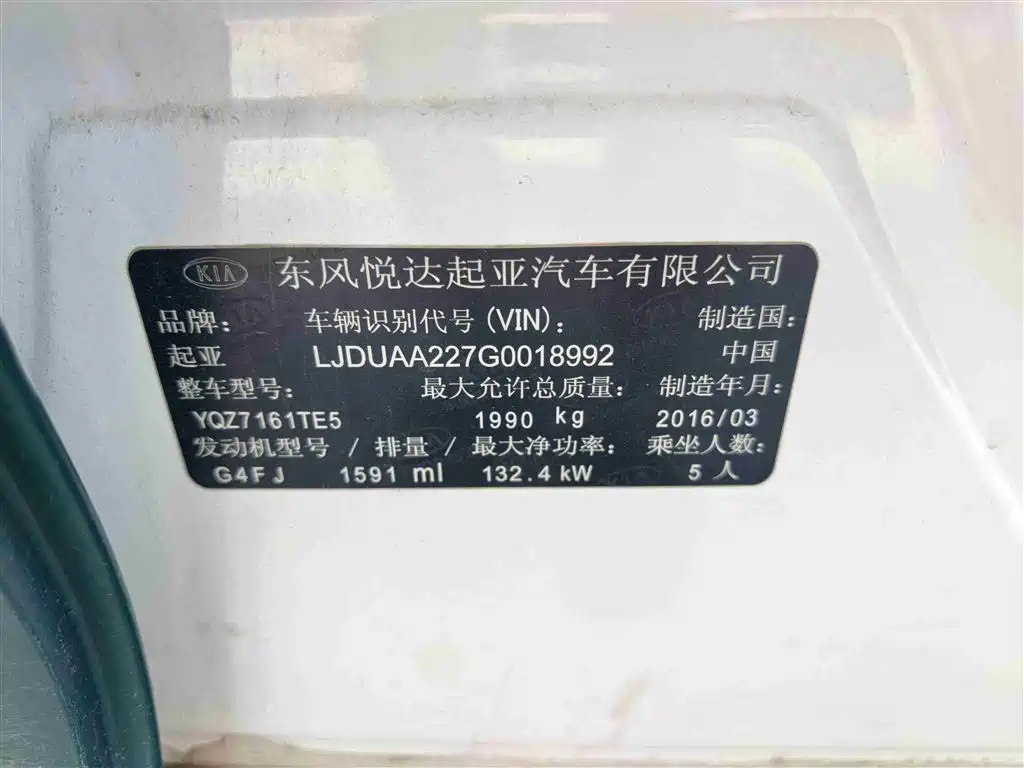 KIA 东风悦达起亚汽车有限公司
品牌： 车辆识别代号(VIN)： 制造国：
起亚 LJDUAA227G0018992 中国
整车型号： 最大允许总质量： 制造年月：
YQZ7161TE5 1990 kg 2016/03
发动机型号 / 排量 / 最大净功率： 乘坐人数：
G4FJ 1591 ml 132.4 kW 5 人